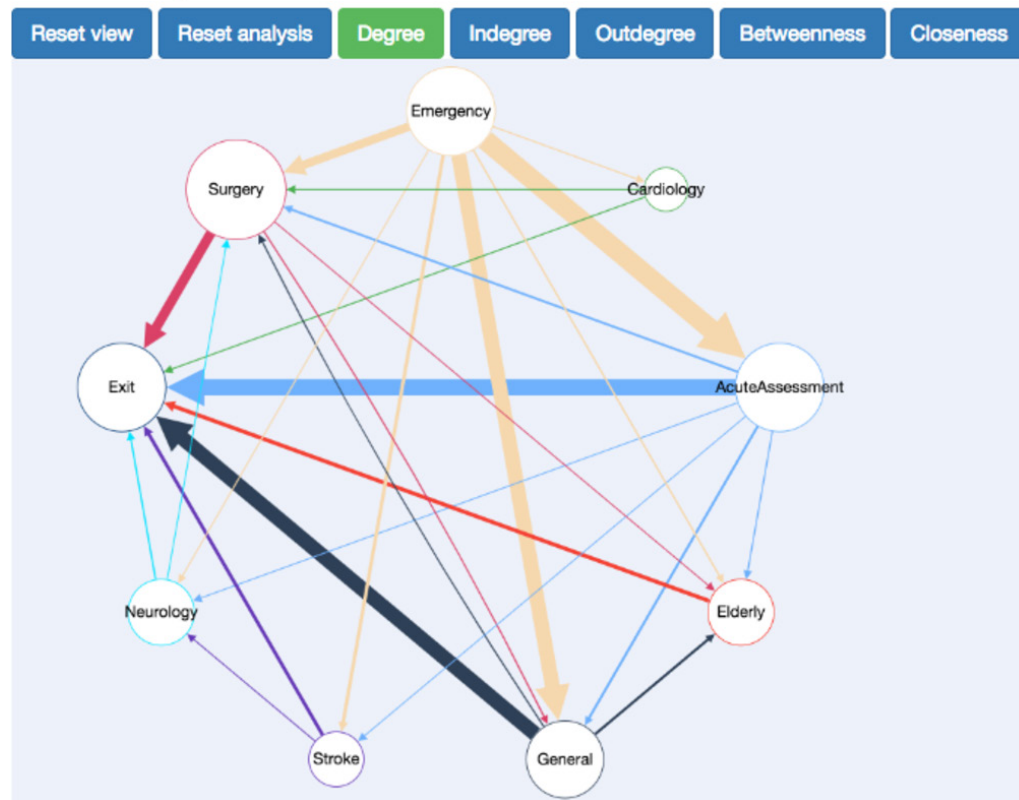 Reset view Reset analysis Degree Indegree Outdegree Betweenness Closeness
Emergency
Surgery
Cardiology
Exit
AcuteAssessment
Neurology
Elderly
Stroke
General